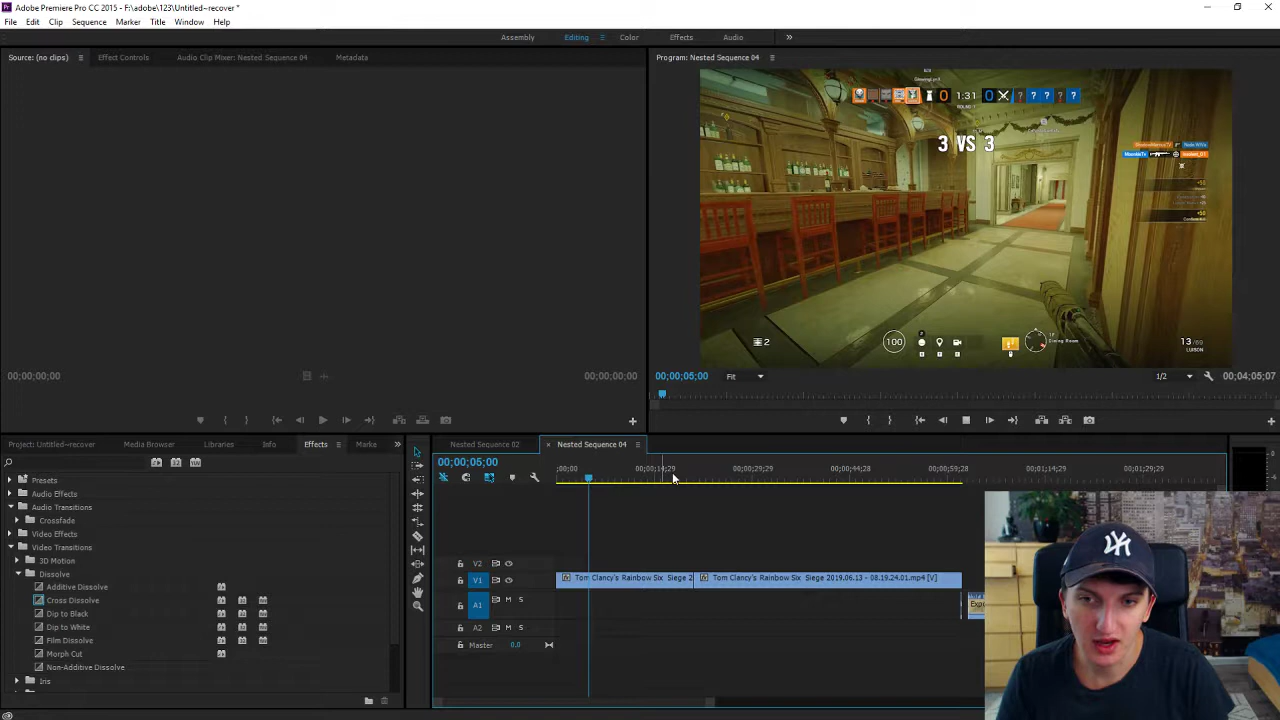 Adobe Premiere Pro CC 2015 - F:\adobe\123\Untitled~recover *
File Edit Clip Sequence Marker Title Window Help
Assembly Editing Effects Color Audio
Source: (no clips) Effect Controls Audio Clip Mixer: Nested Sequence 04 Metadata
Program: Nested Sequence 04
0 1:31 0 ? ? ? ?
3 VS 3
2
100
Dining Room
13/69
LUISON
00;00;00;00
00;00;00;00
00;00;05;00 Fit 1/2 00;04;05;07
Project: Untitled~recover Media Browser Libraries Info Effects Marke
Presets
Audio Effects
Audio Transitions
Crossfade
Video Effects
Video Transitions
3D Motion
Dissolve
Additive Dissolve
Cross Dissolve
Dip to Black
Dip to White
Film Dissolve
Morph Cut
Non-Additive Dissolve
Iris
Nested Sequence 02 Nested Sequence 04
00;00;05;00
;00;00 00;00;14;29 00;00;29;29 00;00;44;28 00;00;59;28 00;01;14;29 00;01;29;29
V2
V1 Tom Clancy's Rainbow Six Siege 2 Tom Clancy's Rainbow Six Siege 2019.06.13 - 08.19.24.01.mp4 [V]
A1 M S
A2 M S
Master 0.0
NY